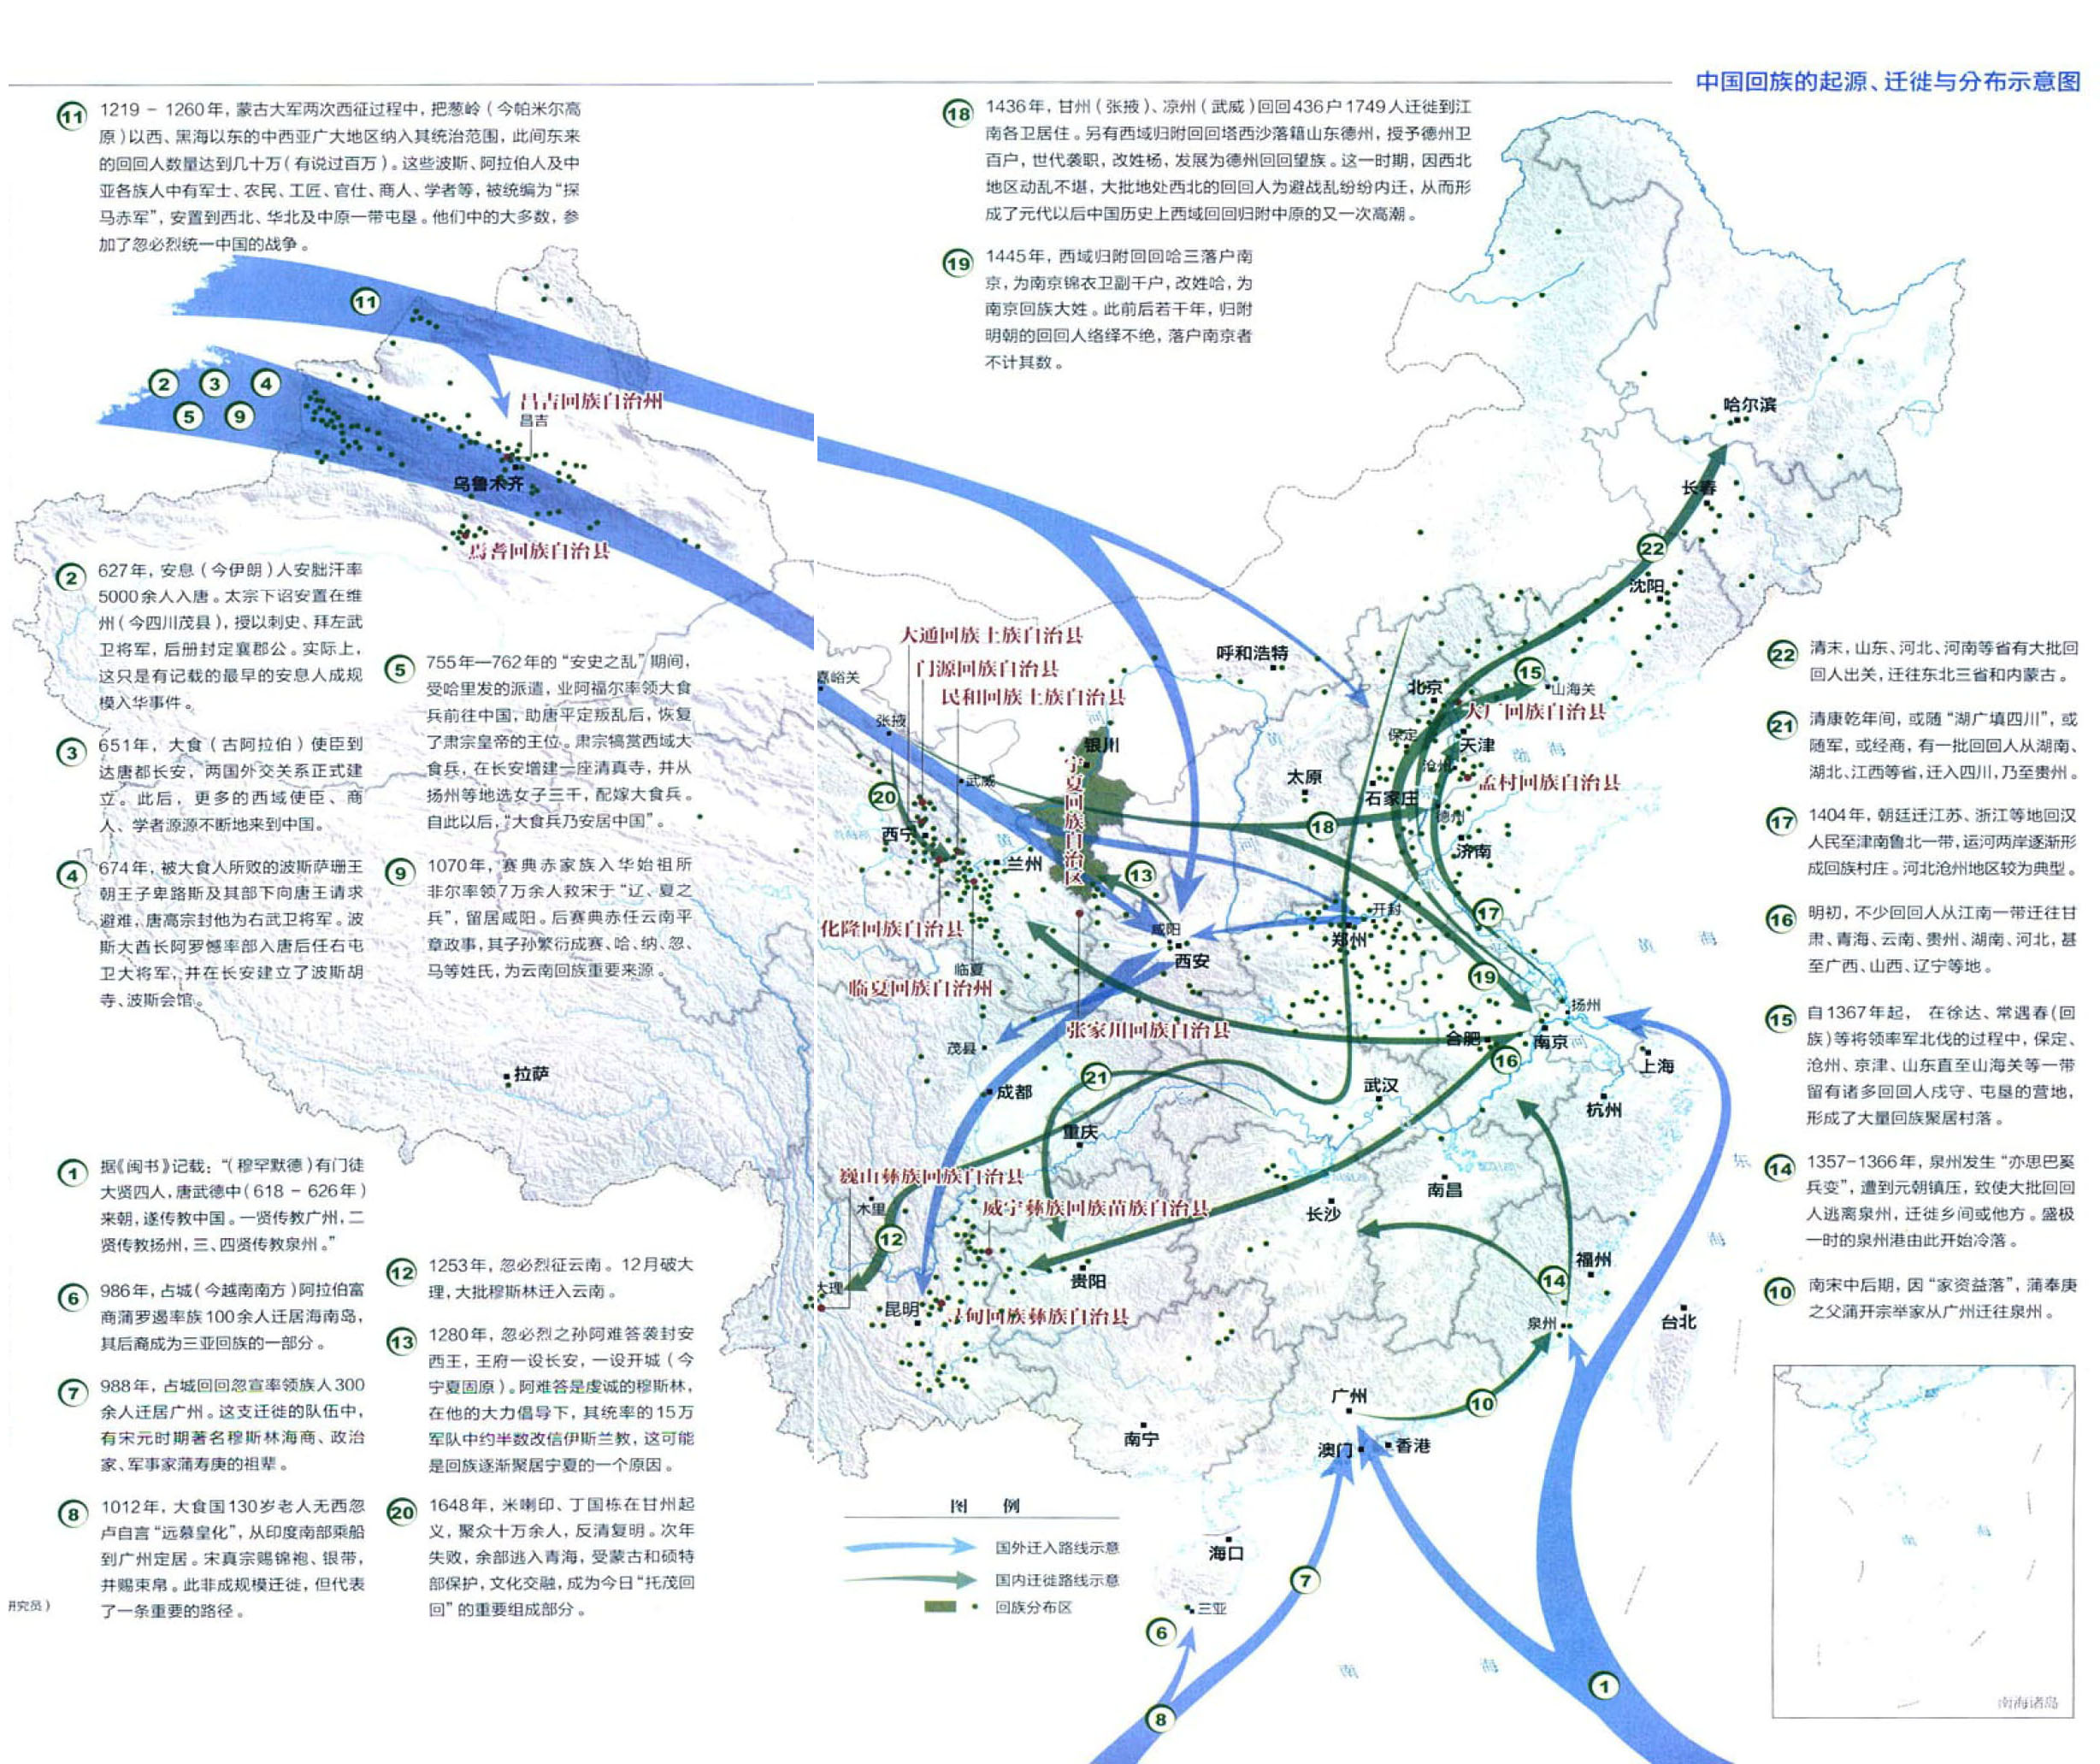 中国回族的起源、迁徙与分布示意图
⑪
1219 - 1260年，蒙古大军两次西征过程中，把葱岭（今帕米尔高
原）以西、黑海以东的中西亚广大地区纳入其统治范围，此间东来
的回回人数量达到几十万（有说过百万）。这些波斯、阿拉伯人及中
亚各族人中有军士、农民、工匠、官仕、商人、学者等，被统编为“探
马赤军”，安置到西北、华北及中原一带屯垦。他们中的大多数，参
加了忽必烈统一中国的战争。
②
627年，安息（今伊朗）人安朏汗率
5000余人入唐。太宗下诏安置在维
州（今四川茂县），授以刺史、拜左武
卫将军，后册封定襄郡公。实际上，
这只是有记载的最早的安息人成规
模入华事件。
③
651年，大食（古阿拉伯）使臣到
达唐都长安，两国外交关系正式建
立。此后，更多的西域使臣、商
人、学者源源不断地来到中国。
④
674年，被大食人所败的波斯萨珊王
朝王子卑路斯及其部下向唐王请求
避难，唐高宗封他为右武卫将军。波
斯大酋长阿罗憾率部入唐后任右屯
卫大将军，并在长安建立了波斯胡
寺、波斯会馆。
⑤
755年—762年的“安史之乱”期间，
受哈里发的派遣，业阿福尔率领大食
兵前往中国，助唐平定叛乱后，恢复
了肃宗皇帝的王位。肃宗犒赏西域大
食兵，在长安增建一座清真寺，并从
扬州等地选女子三千，配嫁大食兵。
自此以后，“大食兵乃安居中国”。
⑨
1070年，赛典赤家族入华始祖所
非尔率领7万余人救宋于“辽、夏之
兵”，留居咸阳。后赛典赤任云南平
章政事，其子孙繁衍成赛、哈、纳、忽、
马等姓氏，为云南回族重要来源。
①
据《闽书》记载：“（穆罕默德）有门徒
大贤四人，唐武德中（618 - 626年）
来朝，遂传教中国。一贤传教广州，二
贤传教扬州，三、四贤传教泉州。”
⑥
986年，占城（今越南南方）阿拉伯富
商蒲罗遏率族100余人迁居海南岛，
其后裔成为三亚回族的一部分。
⑦
988年，占城回回忽宣率领族人300
余人迁居广州。这支迁徙的队伍中，
有宋元时期著名穆斯林海商、政治
家、军事家蒲寿庚的祖辈。
⑧
1012年，大食国130岁老人无西忽
卢自言“远慕皇化”，从印度南部乘船
到广州定居。宋真宗赐锦袍、银带，
并赐束帛。此非成规模迁徙，但代表
了一条重要的路径。
研究员）
⑫
1253年，忽必烈征云南。12月破大
理，大批穆斯林迁入云南。
⑬
1280年，忽必烈之孙阿难答袭封安
西王，王府一设长安，一设开城（今
宁夏固原）。阿难答是虔诚的穆斯林，
在他的大力倡导下，其统率的15万
军队中约半数改信伊斯兰教，这可能
是回族逐渐聚居宁夏的一个原因。
⑳
1648年，米喇印、丁国栋在甘州起
义，聚众十万余人，反清复明。次年
失败，余部逃入青海，受蒙古和硕特
部保护，文化交融，成为今日“托茂回
回”的重要组成部分。
⑱
1436年，甘州（张掖）、凉州（武威）回回436户1749人迁徙到江
南各卫居住。另有西域归附回回塔西沙落籍山东德州，授予德州卫
百户，世代袭职，改姓杨，发展为德州回回望族。这一时期，因西北
地区动乱不堪，大批地处西北的回回人为避战乱纷纷内迁，从而形
成了元代以后中国历史上西域回回归附中原的又一次高潮。
⑲
1445年，西域归附回回哈三落户南
京，为南京锦衣卫副千户，改姓哈，为
南京回族大姓。此前后若干年，归附
明朝的回回人络绎不绝，落户南京者
不计其数。
㉒
清末，山东、河北、河南等省有大批回
回人出关，迁往东北三省和内蒙古。
㉑
清康乾年间，或随“湖广填四川”，或
随军，或经商，有一批回回人从湖南、
湖北、江西等省，迁入四川，乃至贵州。
⑰
1404年，朝廷迁江苏、浙江等地回汉
人民至津南鲁北一带，运河两岸逐渐形
成回族村庄。河北沧州地区较为典型。
⑯
明初，不少回回人从江南一带迁往甘
肃、青海、云南、贵州、湖南、河北，甚
至广西、山西、辽宁等地。
⑮
自1367年起，在徐达、常遇春（回
族）等将领率军北伐的过程中，保定、
沧州、京津、山东直至山海关等一带
留有诸多回回人戍守、屯垦的营地，
形成了大量回族聚居村落。
⑭
1357-1366年，泉州发生“亦思巴奚
兵变”，遭到元朝镇压，致使大批回回
人逃离泉州，迁徙乡间或他方。盛极
一时的泉州港由此开始冷落。
⑩
南宋中后期，因“家资益落”，蒲奉庚
之父蒲开宗举家从广州迁往泉州。
⑪
② ③ ④
⑤ ⑨
昌吉回族自治州
昌吉
乌鲁木齐
焉耆回族自治县
拉萨
哈尔滨
长春
㉒
沈阳
大通回族土族自治县
门源回族自治县
民和回族土族自治县
嘉峪关
张掖
武威
⑳
西宁
兰州
银川
宁夏回族自治区
呼和浩特
北京
⑮
山海关
大厂回族自治县
保定
天津
沧州
渤海
孟村回族自治县
太原
石家庄
德州
⑱
济南
⑬
⑰
开封
郑州
咸阳
西安
化隆回族自治县
临夏
临夏回族自治州
张家川回族自治县
⑲
扬州
合肥
南京
⑯
上海
茂县
成都
㉑
武汉
杭州
重庆
巍山彝族回族自治县
木里
威宁彝族回族苗族自治县
⑫
长沙
南昌
大理
贵阳
昆明
甸回族彝族自治县
福州
⑭
泉州
台北
广州
⑩
南宁
澳门
香港
海口
三亚
⑥
⑦
⑧
①
黄海
东海
南海
图 例
国外迁入路线示意
国内迁徙路线示意
回族分布区
南海
南海诸岛